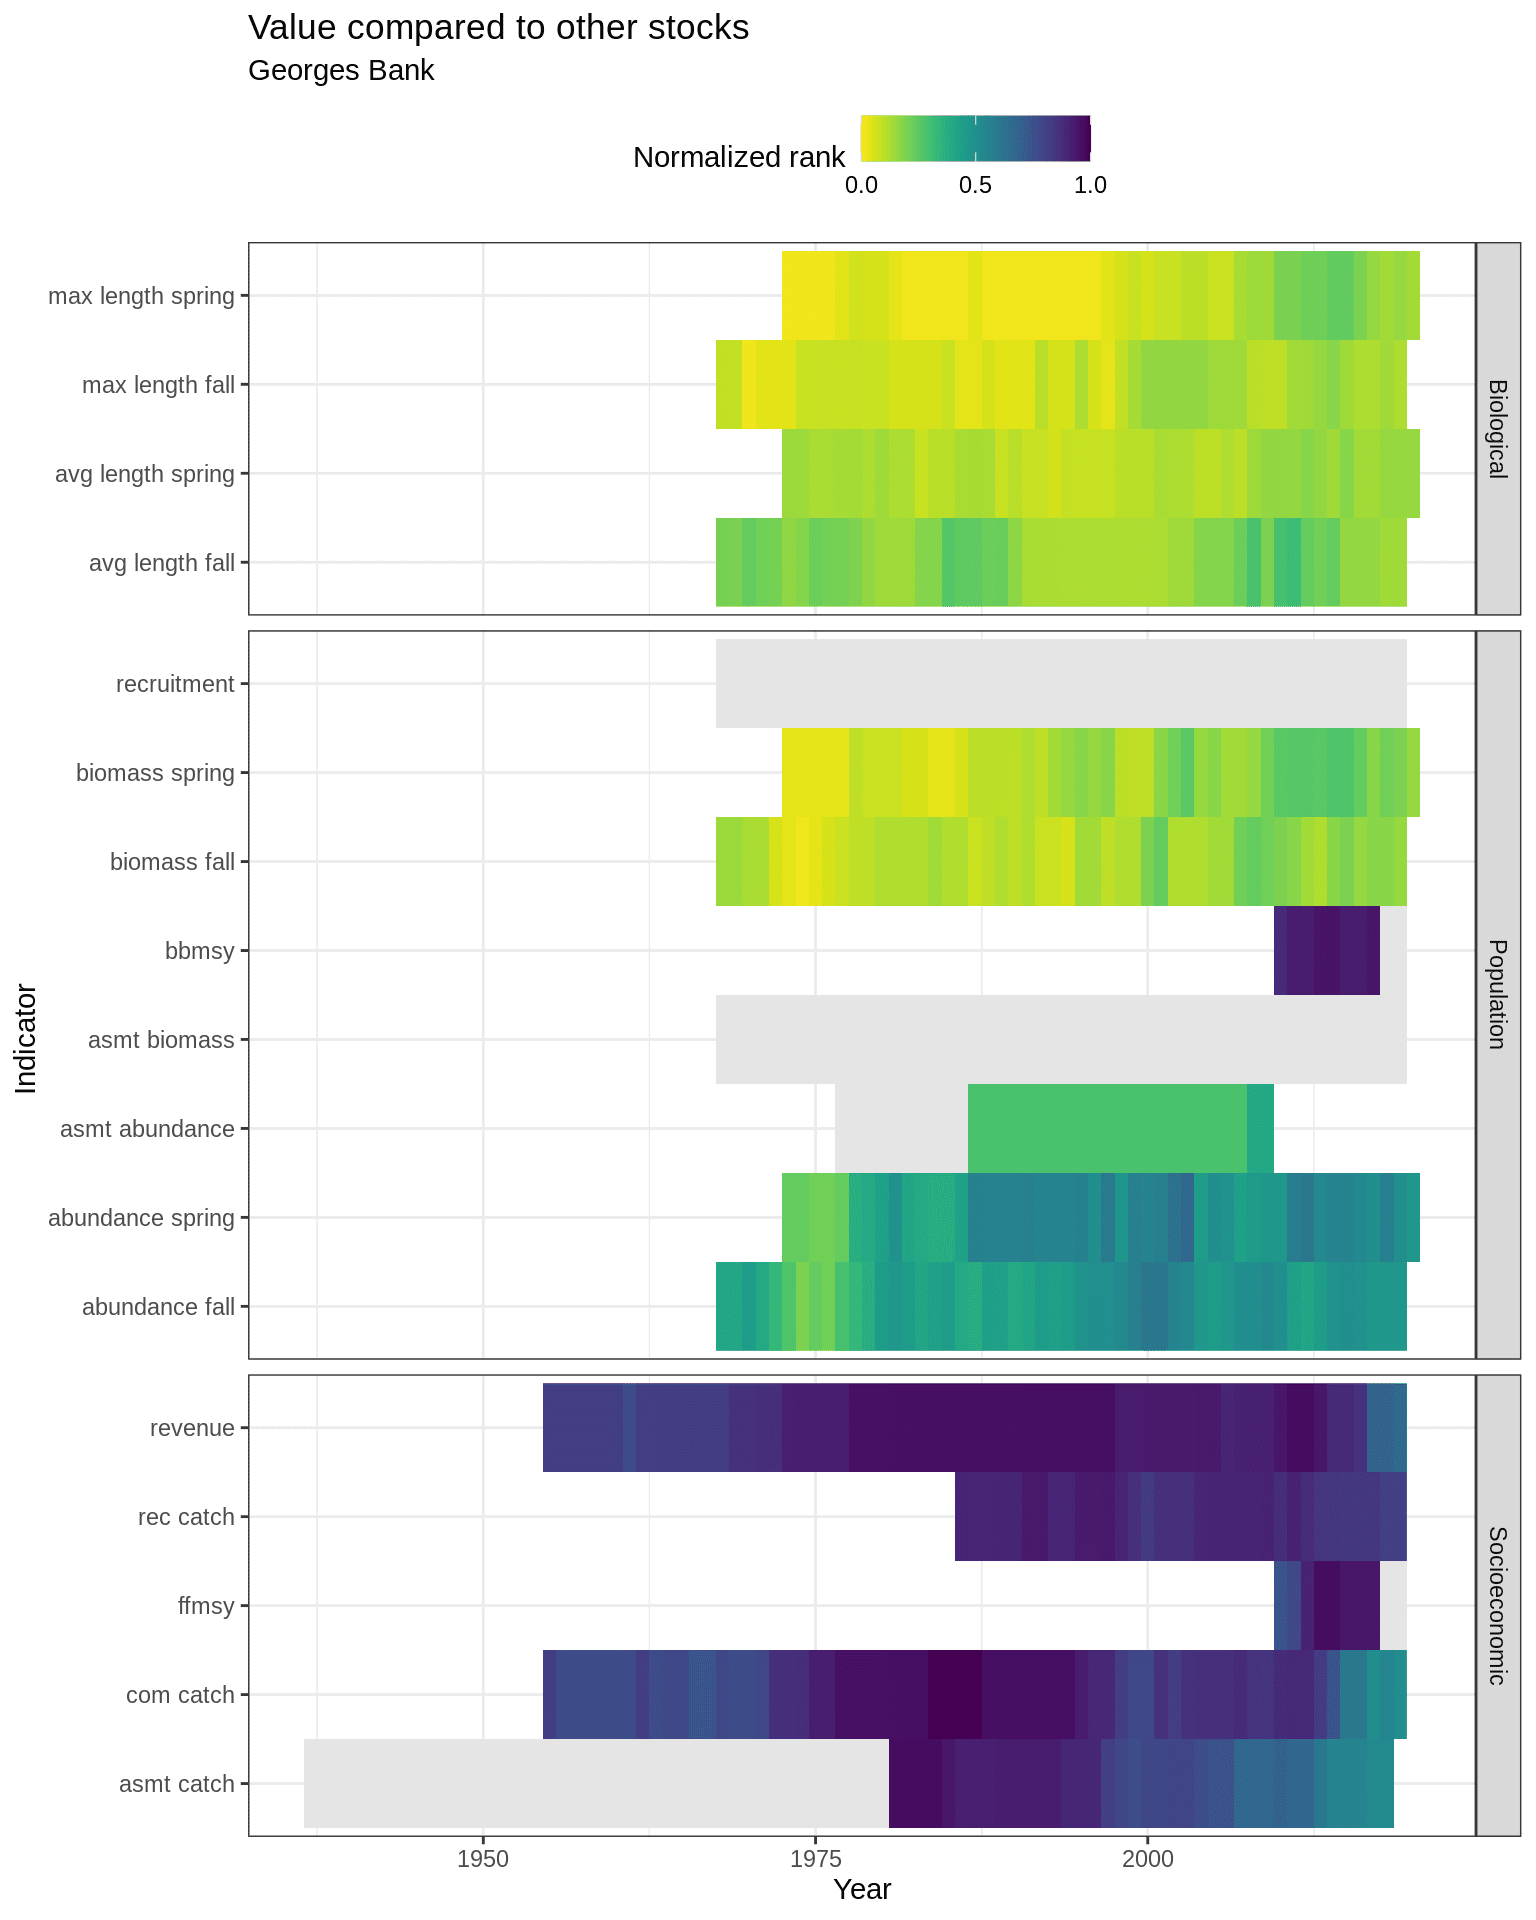 Value compared to other stocks
Georges Bank
Normalized rank
0.0 0.5 1.0
max length spring
max length fall
avg length spring
avg length fall
Biological
recruitment
biomass spring
biomass fall
bbmsy
asmt biomass
asmt abundance
abundance spring
abundance fall
Population
revenue
rec catch
ffmsy
com catch
asmt catch
Socioeconomic
Indicator
1950 1975 2000
Year